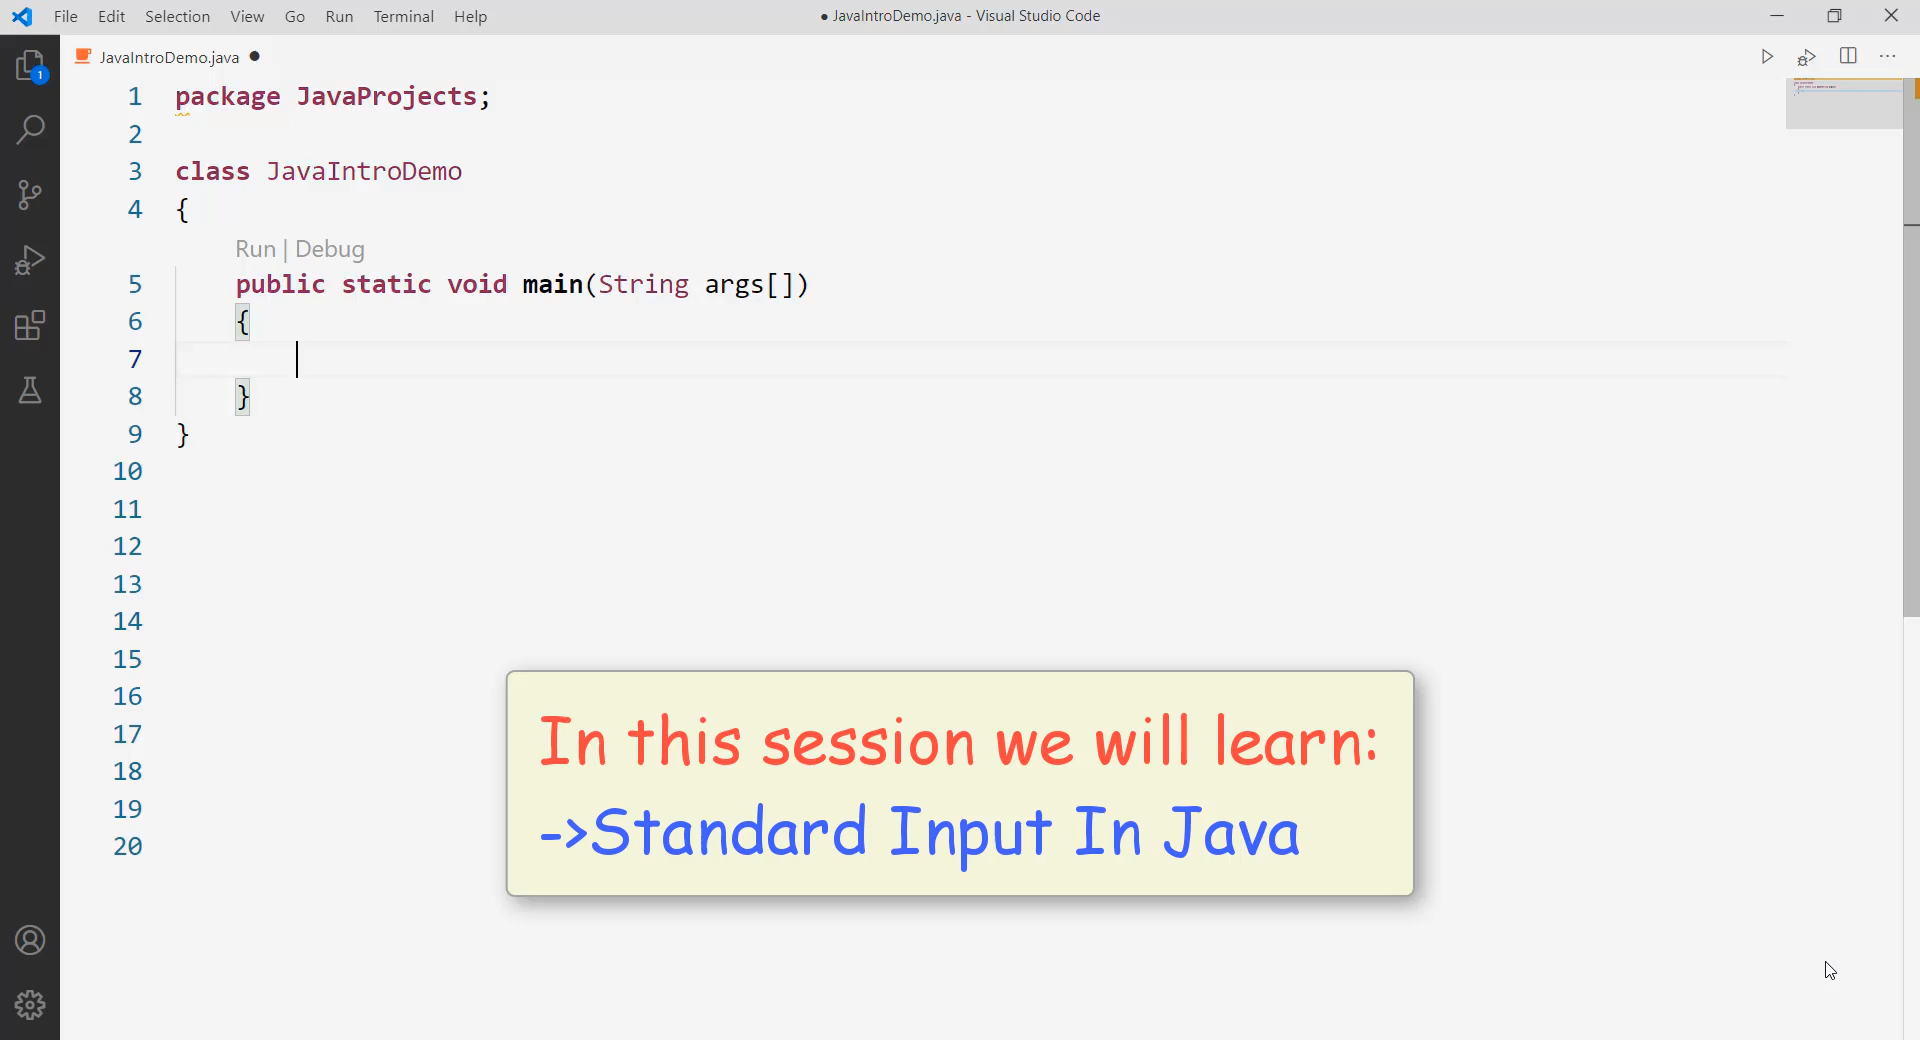 File Edit Selection View Go Run Terminal Help ● JavaIntroDemo.java - Visual Studio Code
JavaIntroDemo.java ●
1
1 package JavaProjects;
2
3 class JavaIntroDemo
4 {
Run | Debug
5 public static void main(String args[])
6 {
7
8 }
9 }
10
11
12
13
14
15
16
17
18
19
20
In this session we will learn:
->Standard Input In Java